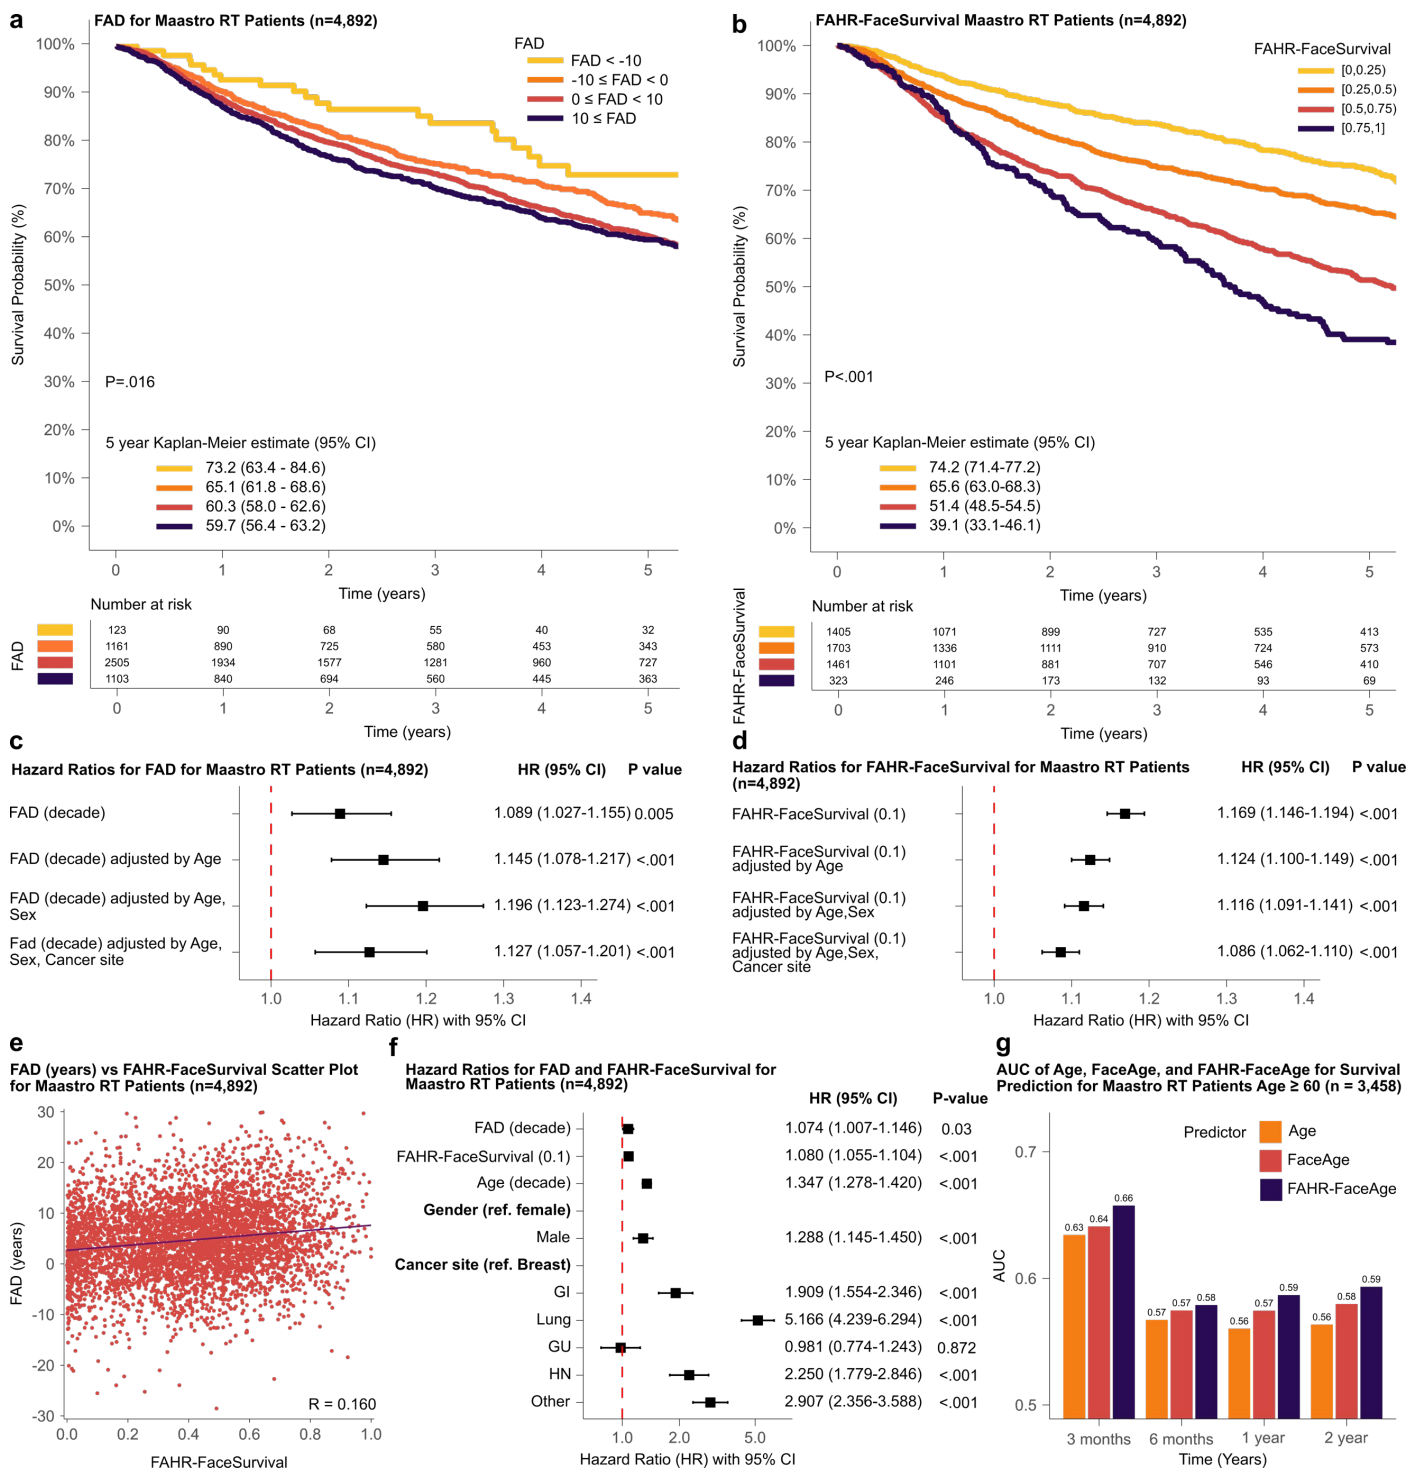 a
FAD for Maastro RT Patients (n=4,892)
FAD
FAD < -10
-10 ≤ FAD < 0
0 ≤ FAD < 10
10 ≤ FAD
Survival Probability (%)
100%
90%
80%
70%
60%
50%
40%
30%
20%
10%
0%
P=.016
5 year Kaplan-Meier estimate (95% CI)
73.2 (63.4 - 84.6)
65.1 (61.8 - 68.6)
60.3 (58.0 - 62.6)
59.7 (56.4 - 63.2)
0 1 2 3 4 5
Time (years)
Number at risk
FAD
123 90 68 55 40 32
1161 890 725 580 453 343
2505 1934 1577 1281 960 727
1103 840 694 560 445 363
0 1 2 3 4 5
Time (years)
b
FAHR-FaceSurvival Maastro RT Patients (n=4,892)
FAHR-FaceSurvival
[0,0.25)
[0.25,0.5)
[0.5,0.75)
[0.75,1]
Survival Probability (%)
100%
90%
80%
70%
60%
50%
40%
30%
20%
10%
0%
P<.001
5 year Kaplan-Meier estimate (95% CI)
74.2 (71.4-77.2)
65.6 (63.0-68.3)
51.4 (48.5-54.5)
39.1 (33.1-46.1)
0 1 2 3 4 5
Time (years)
Number at risk
FAHR-FaceSurvival
1405 1071 899 727 535 413
1703 1336 1111 910 724 573
1461 1101 881 707 546 410
323 246 173 132 93 69
0 1 2 3 4 5
Time (years)
c
Hazard Ratios for FAD for Maastro RT Patients (n=4,892) HR (95% CI) P value
FAD (decade) 1.089 (1.027-1.155) 0.005
FAD (decade) adjusted by Age 1.145 (1.078-1.217) <.001
FAD (decade) adjusted by Age,
Sex 1.196 (1.123-1.274) <.001
Fad (decade) adjusted by Age,
Sex, Cancer site 1.127 (1.057-1.201) <.001
1.0 1.1 1.2 1.3 1.4
Hazard Ratio (HR) with 95% CI
d
Hazard Ratios for FAHR-FaceSurvival for Maastro RT Patients
(n=4,892) HR (95% CI) P value
FAHR-FaceSurvival (0.1) 1.169 (1.146-1.194) <.001
FAHR-FaceSurvival (0.1)
adjusted by Age 1.124 (1.100-1.149) <.001
FAHR-FaceSurvival (0.1)
adjusted by Age,Sex 1.116 (1.091-1.141) <.001
FAHR-FaceSurvival (0.1)
adjusted by Age,Sex,
Cancer site 1.086 (1.062-1.110) <.001
1.0 1.1 1.2 1.3 1.4
Hazard Ratio (HR) with 95% CI
e
FAD (years) vs FAHR-FaceSurvival Scatter Plot
for Maastro RT Patients (n=4,892)
FAD (years)
30
20
10
0
-10
-20
-30
R = 0.160
0.0 0.2 0.4 0.6 0.8 1.0
FAHR-FaceSurvival
f
Hazard Ratios for FAD and FAHR-FaceSurvival for
Maastro RT Patients (n=4,892)
HR (95% CI) P-value
FAD (decade) 1.074 (1.007-1.146) 0.03
FAHR-FaceSurvival (0.1) 1.080 (1.055-1.104) <.001
Age (decade) 1.347 (1.278-1.420) <.001
Gender (ref. female)
Male 1.288 (1.145-1.450) <.001
Cancer site (ref. Breast)
GI 1.909 (1.554-2.346) <.001
Lung 5.166 (4.239-6.294) <.001
GU 0.981 (0.774-1.243) 0.872
HN 2.250 (1.779-2.846) <.001
Other 2.907 (2.356-3.588) <.001
1.0 2.0 5.0
Hazard Ratio (HR) with 95% CI
g
AUC of Age, FaceAge, and FAHR-FaceAge for Survival
Prediction for Maastro RT Patients Age ≥ 60 (n = 3,458)
Predictor
Age
FaceAge
FAHR-FaceAge
AUC
0.7
0.6
0.5
0.63 0.64 0.66
0.57 0.57 0.58
0.56 0.57 0.59
0.56 0.58 0.59
3 months 6 months 1 year 2 year
Time (Years)